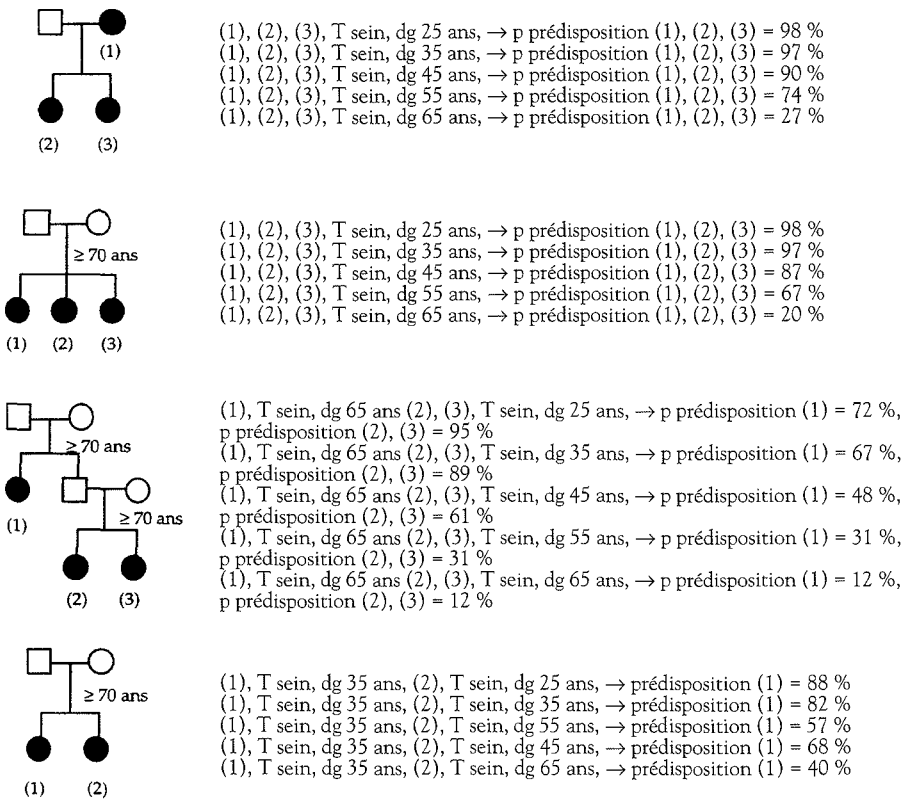 (1)
(1), (2), (3), T sein, dg 25 ans, → p prédisposition (1), (2), (3) = 98 %
(1), (2), (3), T sein, dg 35 ans, → p prédisposition (1), (2), (3) = 97 %
(1), (2), (3), T sein, dg 45 ans, → p prédisposition (1), (2), (3) = 90 %
(1), (2), (3), T sein, dg 55 ans, → p prédisposition (1), (2), (3) = 74 %
(1), (2), (3), T sein, dg 65 ans, → p prédisposition (1), (2), (3) = 27 %
(2) (3)
≥ 70 ans
(1), (2), (3), T sein, dg 25 ans, → p prédisposition (1), (2), (3) = 98 %
(1), (2), (3), T sein, dg 35 ans, → p prédisposition (1), (2), (3) = 97 %
(1), (2), (3), T sein, dg 45 ans, → p prédisposition (1), (2), (3) = 87 %
(1), (2), (3), T sein, dg 55 ans, → p prédisposition (1), (2), (3) = 67 %
(1), (2), (3), T sein, dg 65 ans, → p prédisposition (1), (2), (3) = 20 %
(1) (2) (3)
≥ 70 ans
(1)
≥ 70 ans
(2) (3)
(1), T sein, dg 65 ans (2), (3), T sein, dg 25 ans, → p prédisposition (1) = 72 %,
p prédisposition (2), (3) = 95 %
(1), T sein, dg 65 ans (2), (3), T sein, dg 35 ans, → p prédisposition (1) = 67 %,
p prédisposition (2), (3) = 89 %
(1), T sein, dg 65 ans (2), (3), T sein, dg 45 ans, → p prédisposition (1) = 48 %,
p prédisposition (2), (3) = 61 %
(1), T sein, dg 65 ans (2), (3), T sein, dg 55 ans, → p prédisposition (1) = 31 %,
p prédisposition (2), (3) = 31 %
(1), T sein, dg 65 ans (2), (3), T sein, dg 65 ans, → p prédisposition (1) = 12 %,
p prédisposition (2), (3) = 12 %
≥ 70 ans
(1), T sein, dg 35 ans, (2), T sein, dg 25 ans, → prédisposition (1) = 88 %
(1), T sein, dg 35 ans, (2), T sein, dg 35 ans, → prédisposition (1) = 82 %
(1), T sein, dg 35 ans, (2), T sein, dg 55 ans, → prédisposition (1) = 57 %
(1), T sein, dg 35 ans, (2), T sein, dg 45 ans, → prédisposition (1) = 68 %
(1), T sein, dg 35 ans, (2), T sein, dg 65 ans, → prédisposition (1) = 40 %
(1) (2)